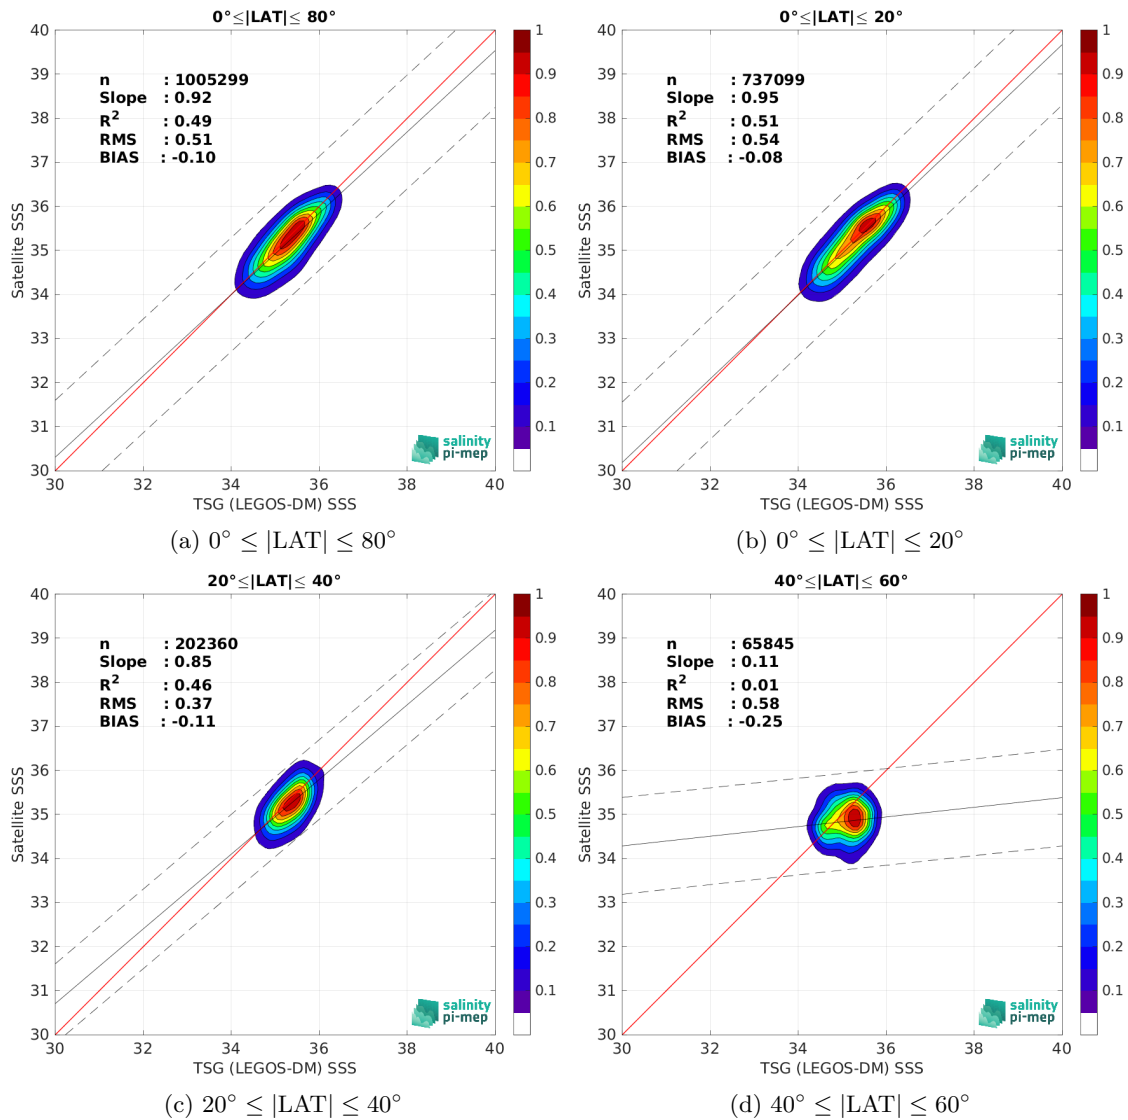 0°≤|LAT|≤ 80°
n : 1005299
Slope : 0.92
R² : 0.49
RMS : 0.51
BIAS : -0.10
40
39
38
37
36
35
34
33
32
31
30
Satellite SSS
30 32 34 36 38 40
TSG (LEGOS-DM) SSS
1
0.9
0.8
0.7
0.6
0.5
0.4
0.3
0.2
0.1
salinity
pi-mep
(a) 0° ≤ |LAT| ≤ 80°
0°≤|LAT|≤ 20°
n : 737099
Slope : 0.95
R² : 0.51
RMS : 0.54
BIAS : -0.08
40
39
38
37
36
35
34
33
32
31
30
Satellite SSS
30 32 34 36 38 40
TSG (LEGOS-DM) SSS
1
0.9
0.8
0.7
0.6
0.5
0.4
0.3
0.2
0.1
salinity
pi-mep
(b) 0° ≤ |LAT| ≤ 20°
20°≤|LAT|≤ 40°
n : 202360
Slope : 0.85
R² : 0.46
RMS : 0.37
BIAS : -0.11
40
39
38
37
36
35
34
33
32
31
30
Satellite SSS
30 32 34 36 38 40
TSG (LEGOS-DM) SSS
1
0.9
0.8
0.7
0.6
0.5
0.4
0.3
0.2
0.1
salinity
pi-mep
(c) 20° ≤ |LAT| ≤ 40°
40°≤|LAT|≤ 60°
n : 65845
Slope : 0.11
R² : 0.01
RMS : 0.58
BIAS : -0.25
40
39
38
37
36
35
34
33
32
31
30
Satellite SSS
30 32 34 36 38 40
TSG (LEGOS-DM) SSS
1
0.9
0.8
0.7
0.6
0.5
0.4
0.3
0.2
0.1
salinity
pi-mep
(d) 40° ≤ |LAT| ≤ 60°